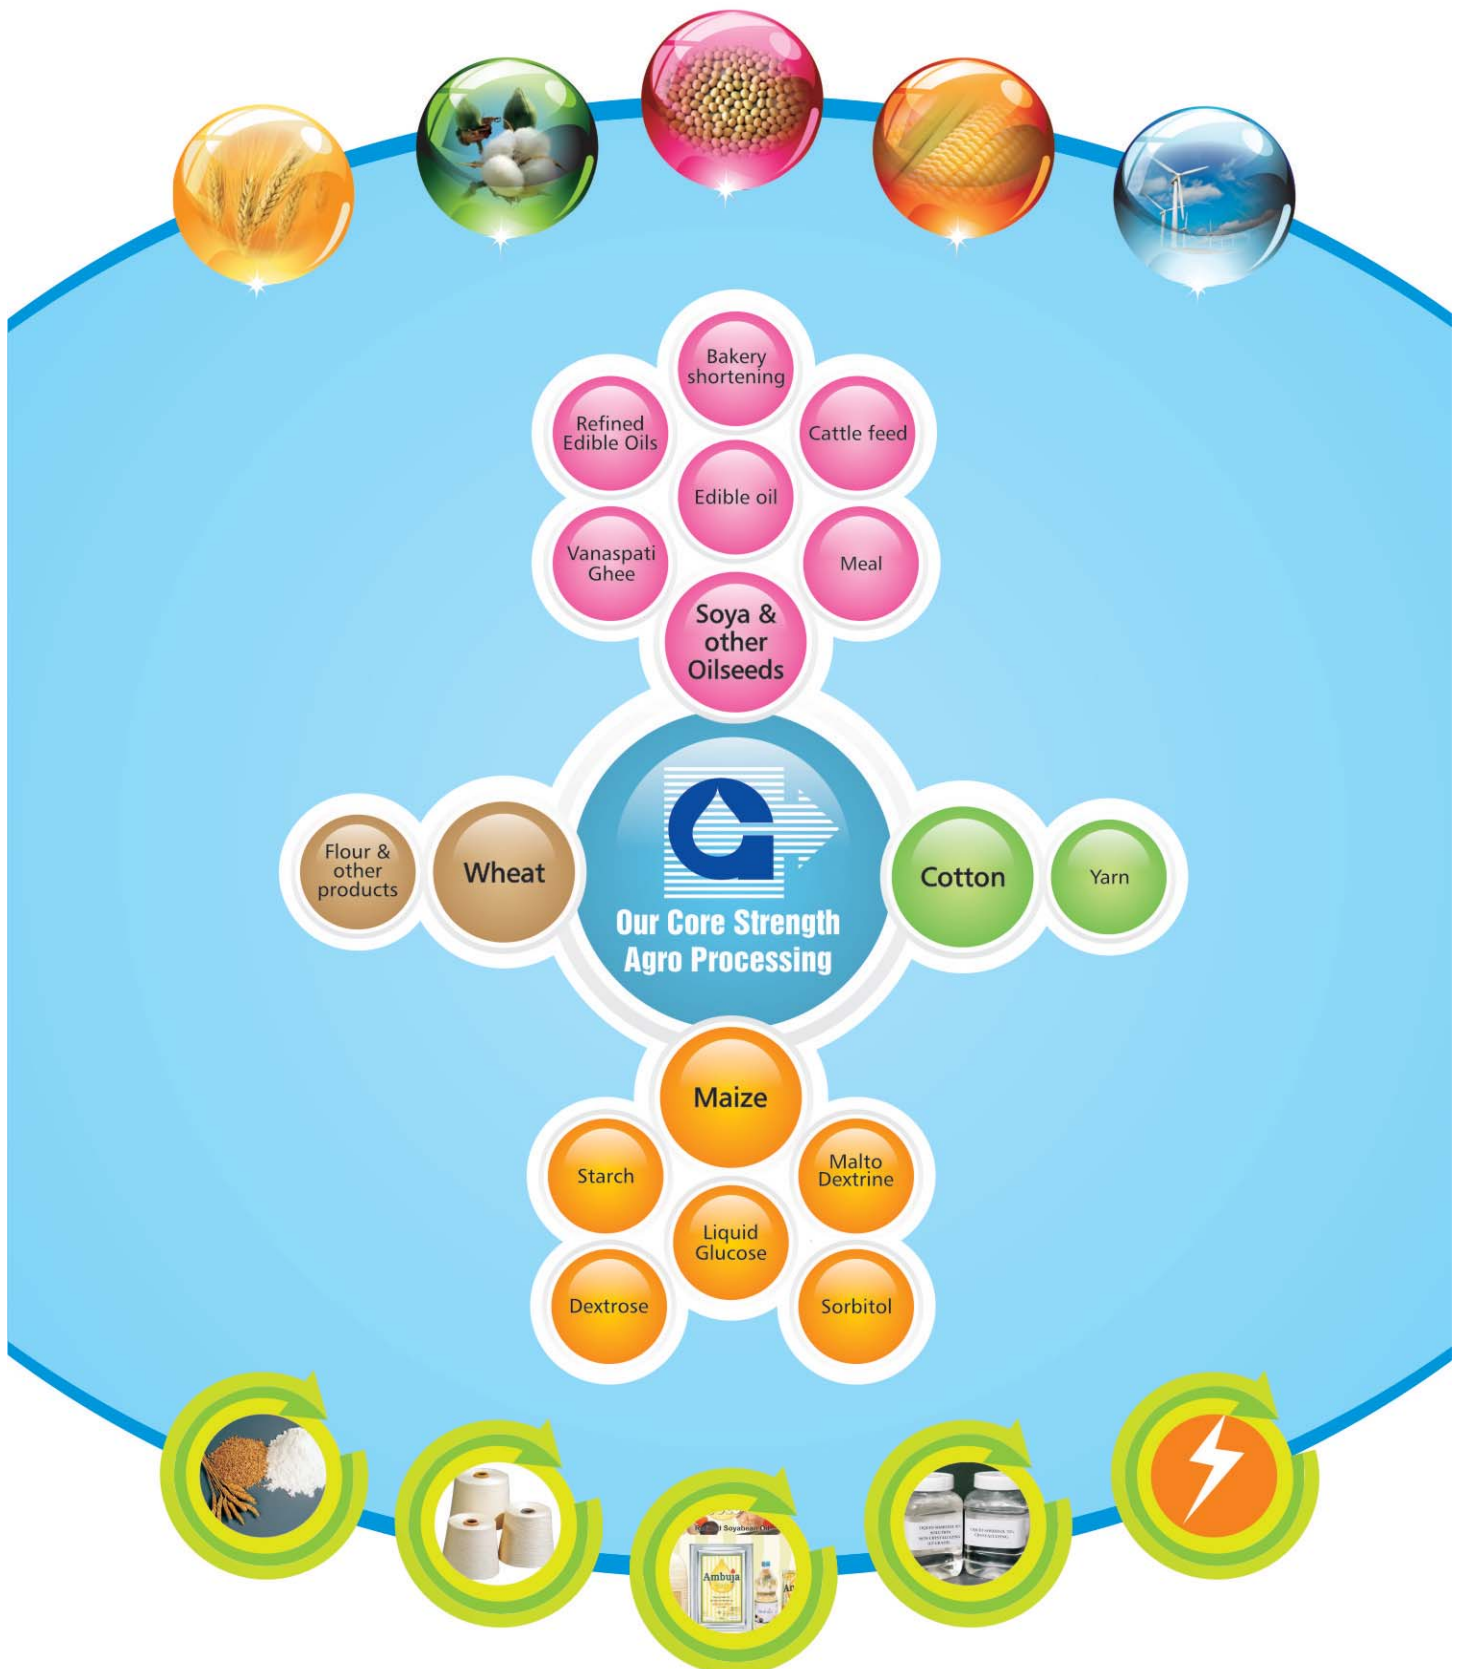 Bakery
shortening
Refined
Edible Oils
Cattle feed
Edible oil
Vanaspati
Ghee
Meal
Soya &
other
Oilseeds
Flour &
other
products
Wheat
Our Core Strength
Agro Processing
Cotton
Yarn
Maize
Starch
Malto
Dextrine
Liquid
Glucose
Dextrose
Sorbitol
Soyabean
Ambuja